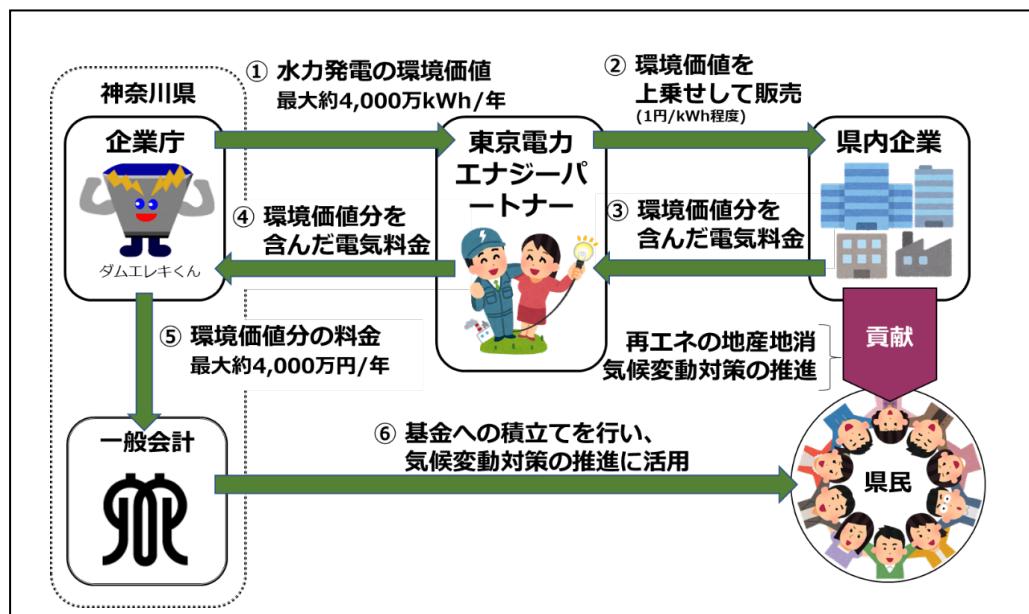 神奈川県
企業庁
ダムエレキくん
① 水力発電の環境価値
最大約4,000万kWh/年
東京電力
エナジーパ
ートナー
② 環境価値を
上乗せして販売
(1円/kWh程度)
県内企業
③ 環境価値分を
含んだ電気料金
④ 環境価値分を
含んだ電気料金
⑤ 環境価値分の料金
最大約4,000万円/年
再エネの地産地消
気候変動対策の推進
貢献
一般会計
⑥ 基金への積立てを行い、
気候変動対策の推進に活用
県民